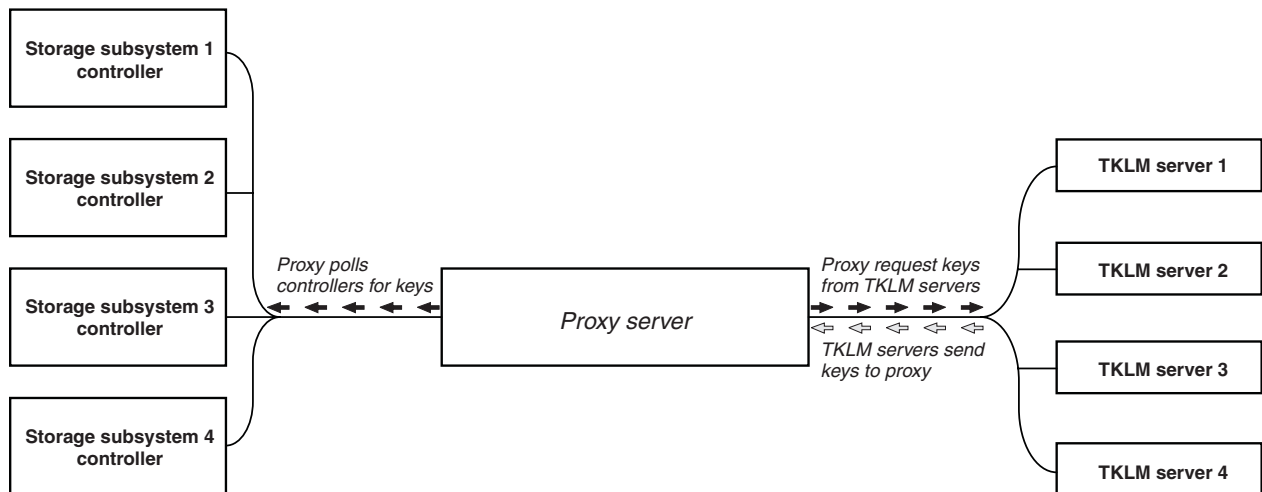 Storage subsystem 1
controller
Storage subsystem 2
controller
Storage subsystem 3
controller
Storage subsystem 4
controller
Proxy polls
controllers for keys
Proxy server
Proxy request keys
from TKLM servers
TKLM servers send
keys to proxy
TKLM server 1
TKLM server 2
TKLM server 3
TKLM server 4